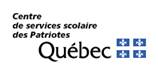 Centre
de services scolaire
des Patriotes
Québec